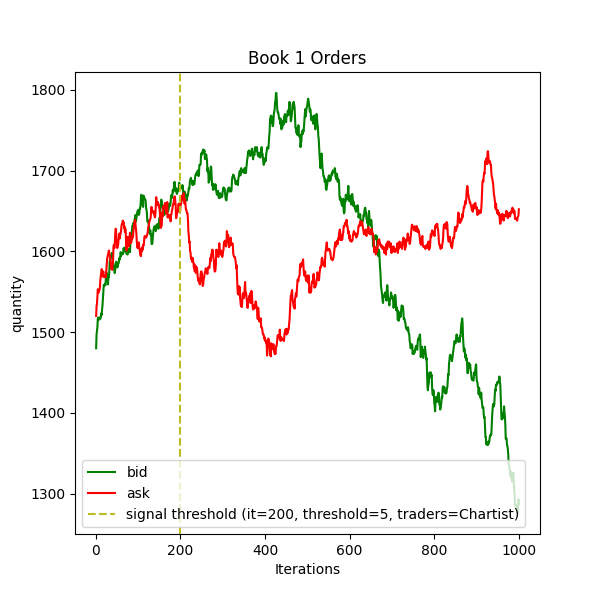 Book 1 Orders
1800
1700
1600
1500
1400
1300
quantity
bid
ask
signal threshold (it=200, threshold=5, traders=Chartist)
0 200 400 600 800 1000
Iterations